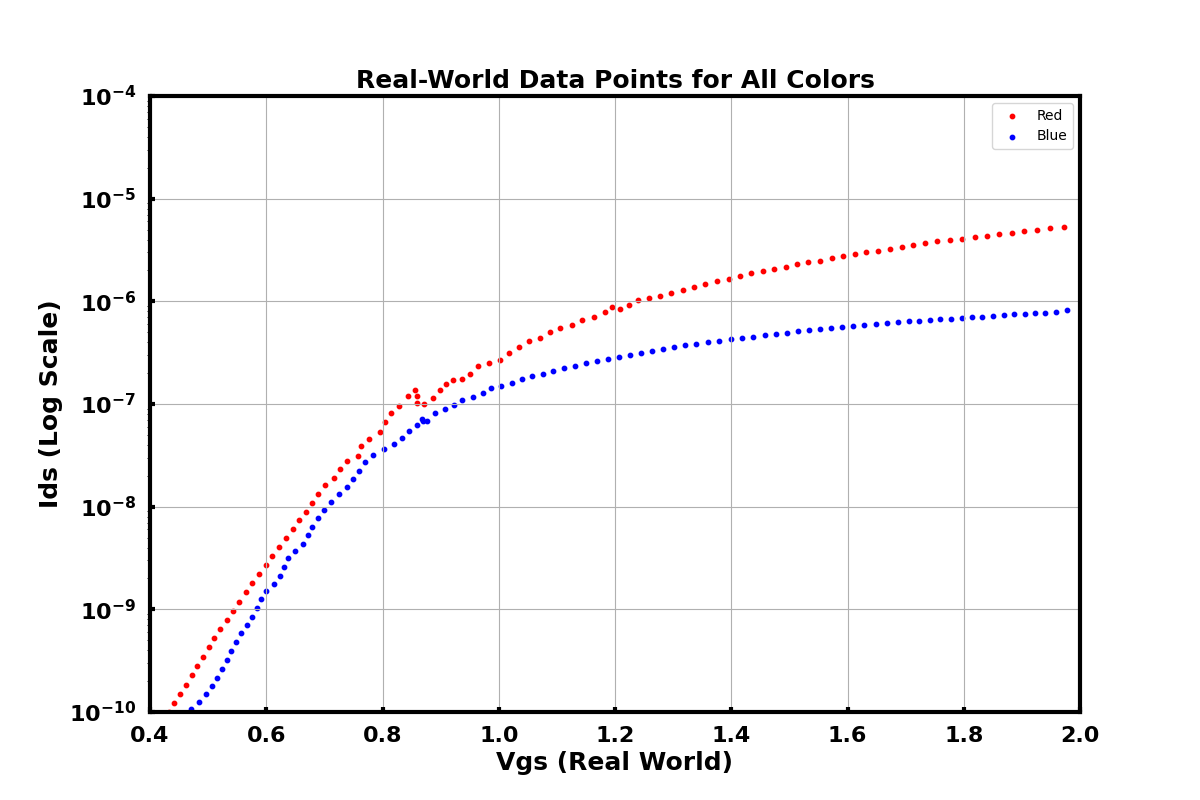 Real-World Data Points for All Colors
10⁻⁴
Red
Blue
10⁻⁵
10⁻⁶
10⁻⁷
10⁻⁸
10⁻⁹
10⁻¹⁰
Ids (Log Scale)
0.4 0.6 0.8 1.0 1.2 1.4 1.6 1.8 2.0
Vgs (Real World)